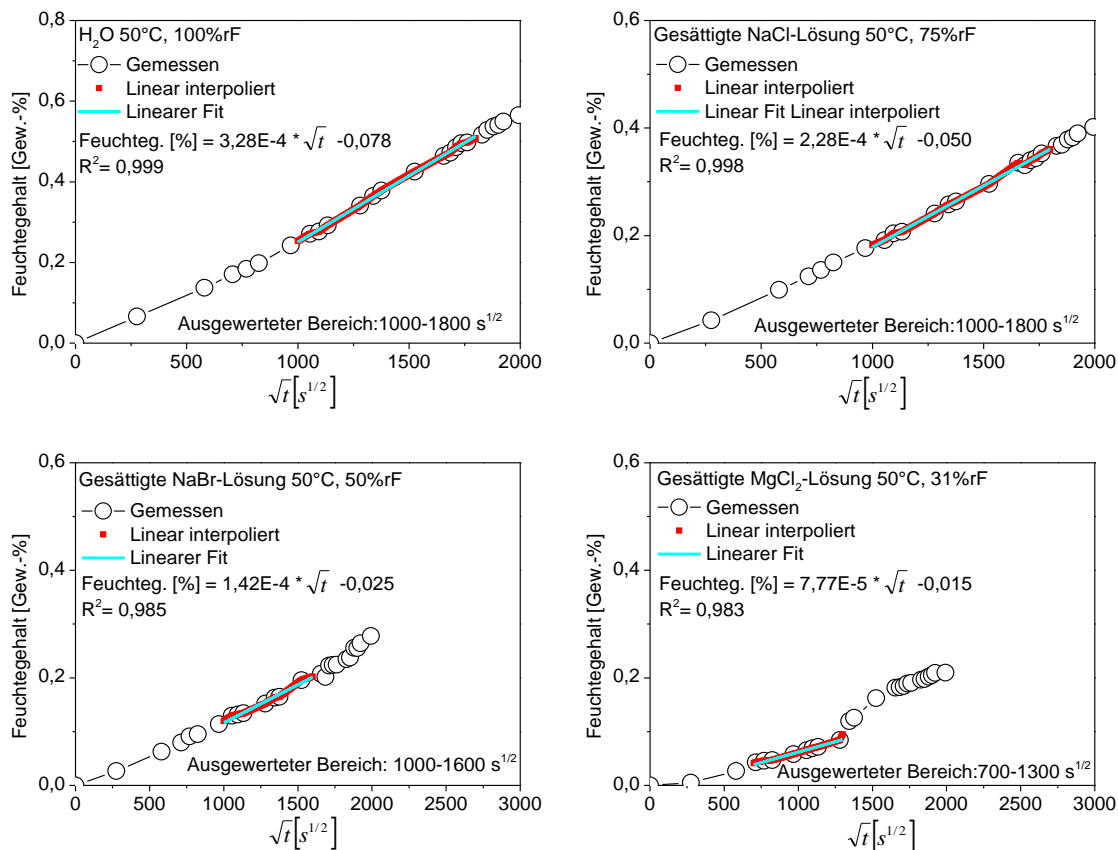 H2O 50°C, 100%rF
Gemessen
Linear interpoliert
Linearer Fit
Feuchteg. [%] = 3,28E-4 * √t -0,078
R²= 0,999
Ausgewerteter Bereich:1000-1800 s^1/2
Feuchtegehalt [Gew.-%]
0,8
0,6
0,4
0,2
0,0
0 500 1000 1500 2000
√t[s^1/2]
Gesättigte NaCl-Lösung 50°C, 75%rF
Gemessen
Linear interpoliert
Linear Fit Linear interpoliert
Feuchteg. [%] = 2,28E-4 * √t -0,050
R²= 0,998
Ausgewerteter Bereich:1000-1800 s^1/2
Feuchtegehalt [Gew.-%]
0,6
0,4
0,2
0,0
0 500 1000 1500 2000
√t[s^1/2]
Gesättigte NaBr-Lösung 50°C, 50%rF
Gemessen
Linear interpoliert
Linearer Fit
Feuchteg. [%] = 1,42E-4 * √t -0,025
R²= 0,985
Ausgewerteter Bereich: 1000-1600 s^1/2
Feuchtegehalt [Gew.-%]
0,6
0,4
0,2
0,0
0 500 1000 1500 2000 2500 3000
√t[s^1/2]
Gesättigte MgCl2-Lösung 50°C, 31%rF
Gemessen
Linear interpoliert
Linearer Fit
Feuchteg. [%] = 7,77E-5 * √t -0,015
R²= 0,983
Ausgewerteter Bereich:700-1300 s^1/2
Feuchtegehalt [Gew.-%]
0,6
0,4
0,2
0,0
0 500 1000 1500 2000 2500 3000
√t[s^1/2]